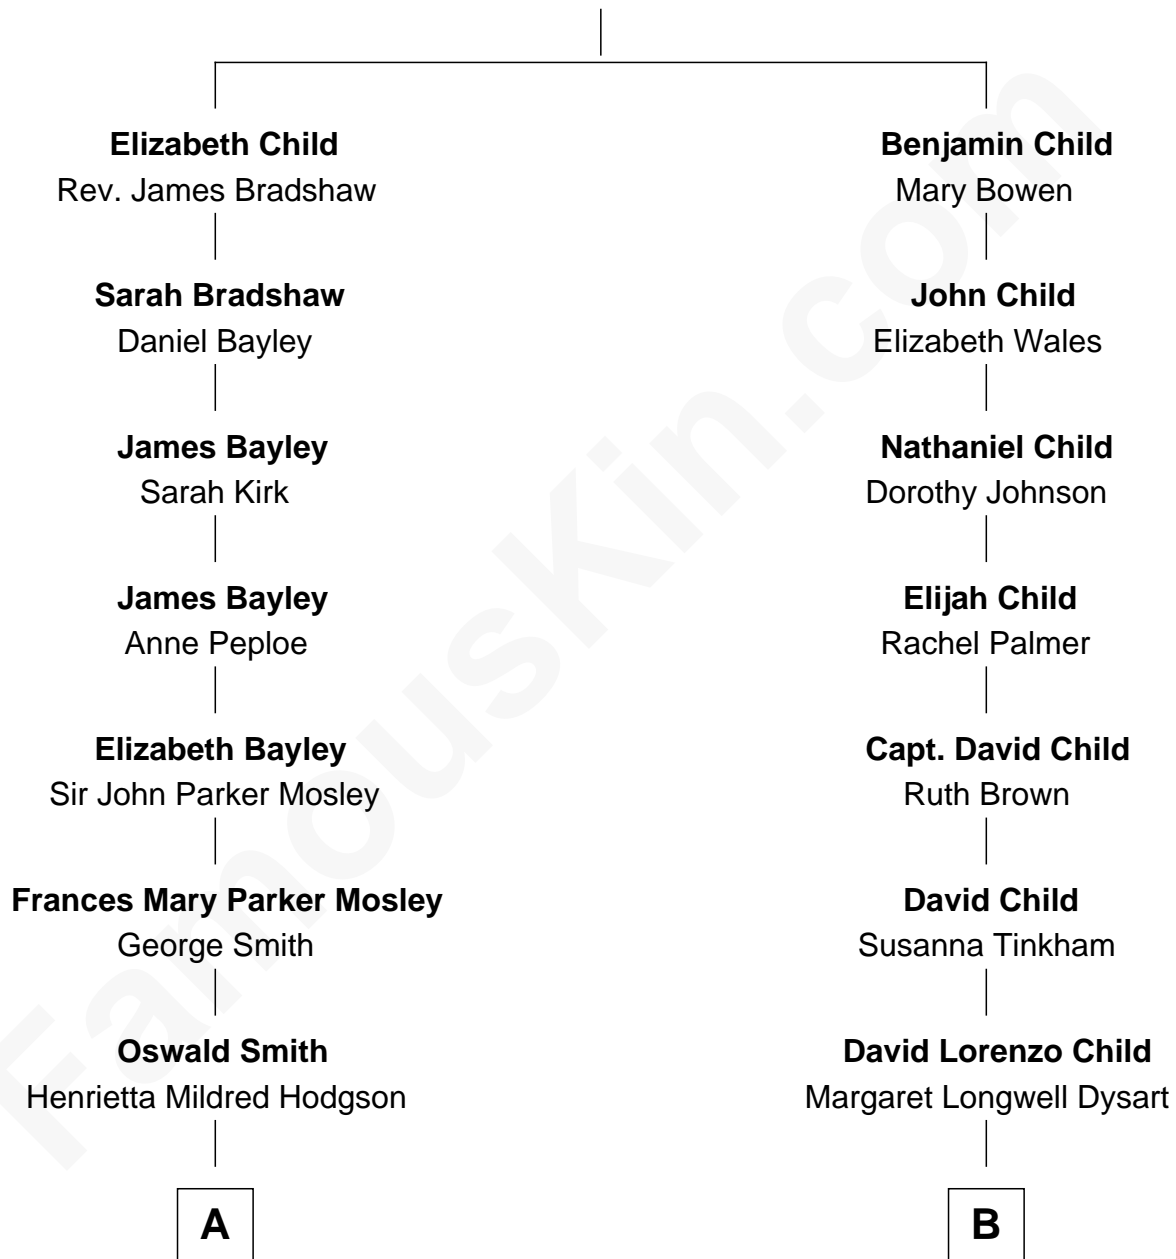 Elizabeth Child
Rev. James Bradshaw
Sarah Bradshaw
Daniel Bayley
James Bayley
Sarah Kirk
James Bayley
Anne Peploe
Elizabeth Bayley
Sir John Parker Mosley
Frances Mary Parker Mosley
George Smith
Oswald Smith
Henrietta Mildred Hodgson
A
Benjamin Child
Mary Bowen
John Child
Elizabeth Wales
Nathaniel Child
Dorothy Johnson
Elijah Child
Rachel Palmer
Capt. David Child
Ruth Brown
David Child
Susanna Tinkham
David Lorenzo Child
Margaret Longwell Dysart
B
FamousKin.com